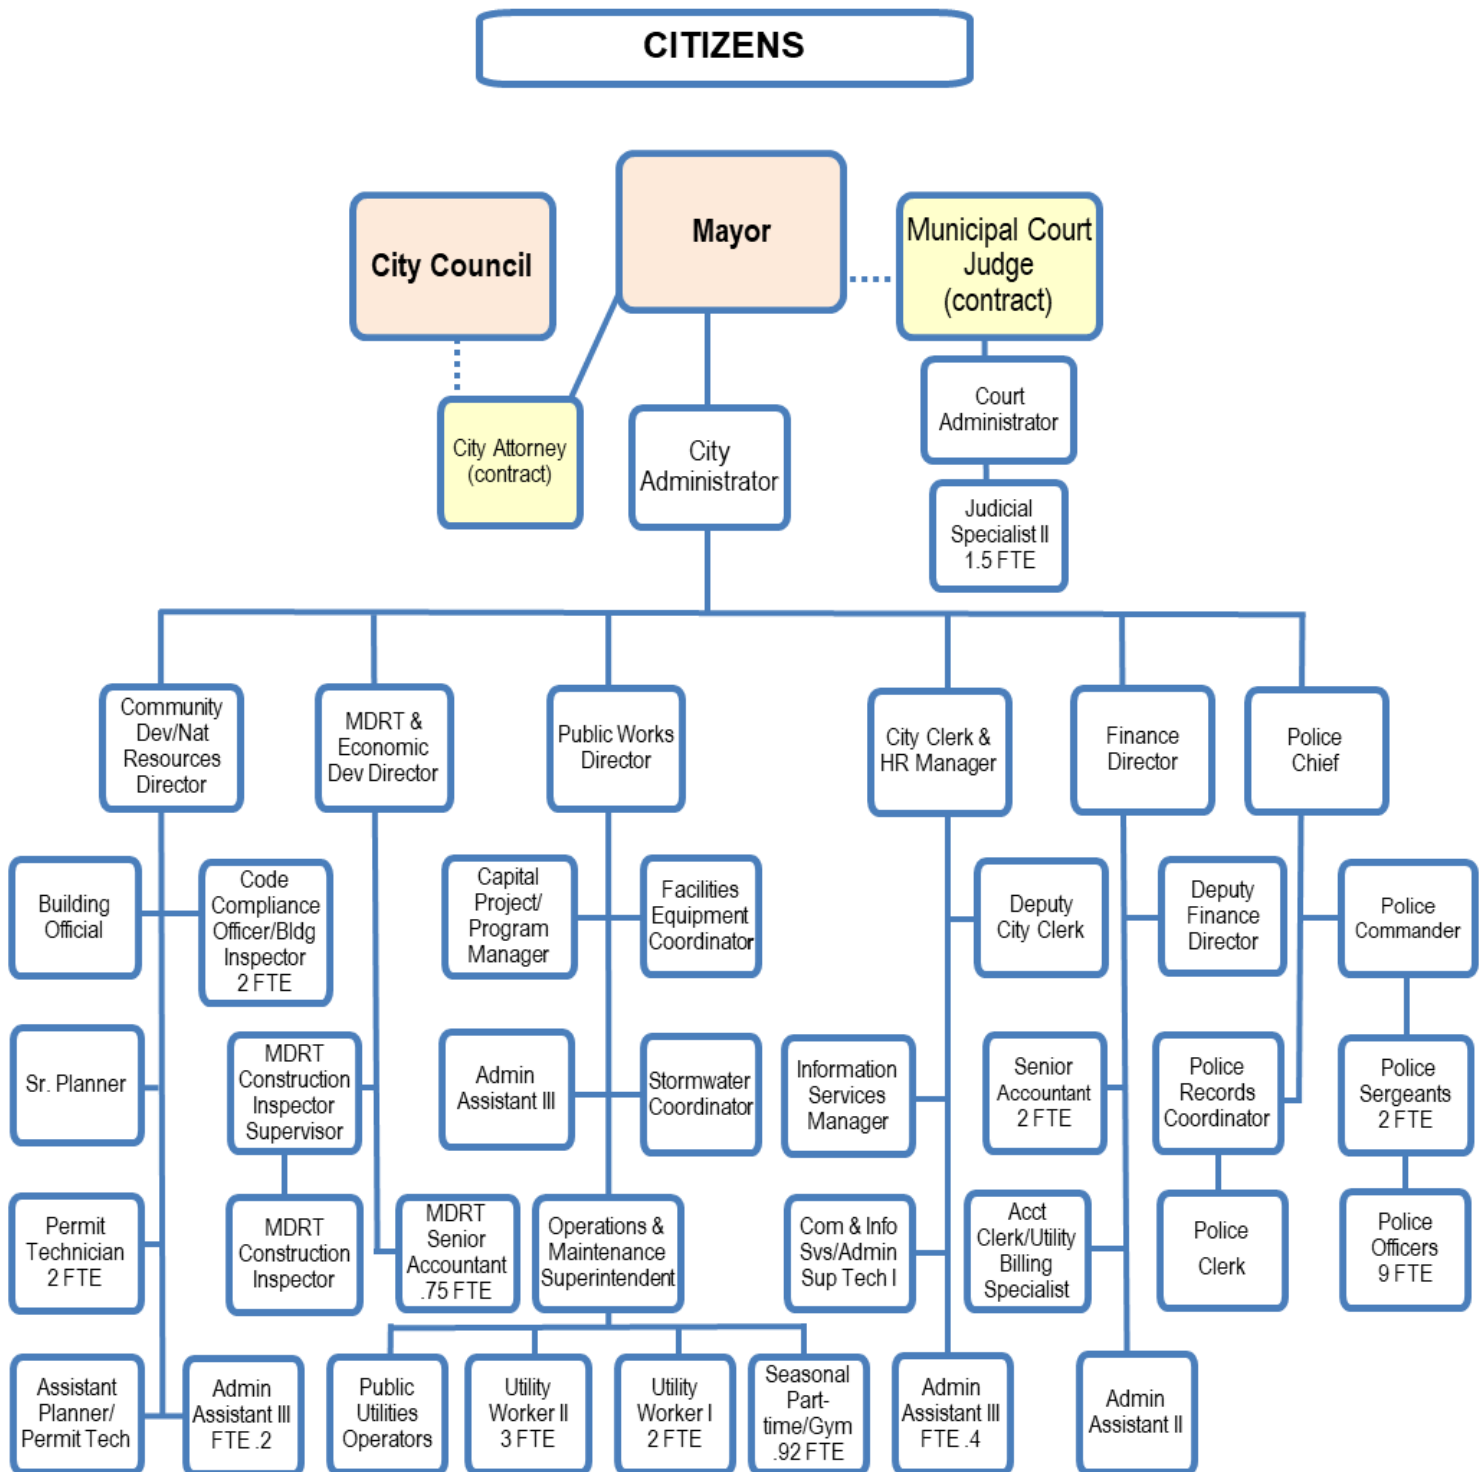 CITIZENS
City Council
Mayor
Municipal Court
Judge
(contract)
City Attorney
(contract)
City
Administrator
Court
Administrator
Judicial
Specialist II
1.5 FTE
Community
Dev/Nat
Resources
Director
MDRT &
Economic
Dev Director
Public Works
Director
City Clerk &
HR Manager
Finance
Director
Police
Chief
Building
Official
Code
Compliance
Officer/Bldg
Inspector
2 FTE
Capital
Project/
Program
Manager
Facilities
Equipment
Coordinator
Deputy
City Clerk
Deputy
Finance
Director
Police
Commander
Sr. Planner
MDRT
Construction
Inspector
Supervisor
Admin
Assistant III
Stormwater
Coordinator
Information
Services
Manager
Senior
Accountant
2 FTE
Police
Records
Coordinator
Police
Sergeants
2 FTE
Permit
Technician
2 FTE
MDRT
Construction
Inspector
MDRT
Senior
Accountant
.75 FTE
Operations &
Maintenance
Superintendent
Com & Info
Svs/Admin
Sup Tech I
Acct
Clerk/Utility
Billing
Specialist
Police
Clerk
Police
Officers
9 FTE
Assistant
Planner/
Permit Tech
Admin
Assistant III
FTE .2
Public
Utilities
Operators
Utility
Worker II
3 FTE
Utility
Worker I
2 FTE
Seasonal
Part-
time/Gym
.92 FTE
Admin
Assistant III
FTE .4
Admin
Assistant II